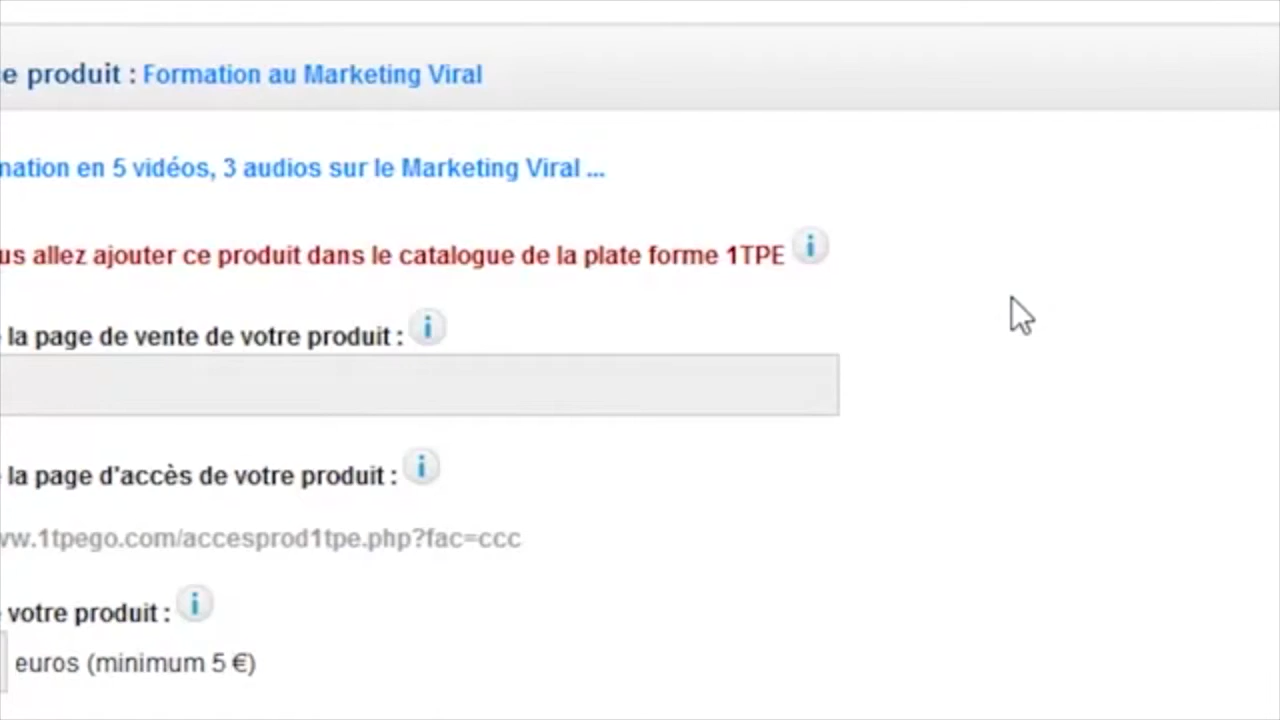 e produit : Formation au Marketing Viral
mation en 5 vidéos, 3 audios sur le Marketing Viral ...
us allez ajouter ce produit dans le catalogue de la plate forme 1TPE
la page de vente de votre produit :
la page d'accès de votre produit :
ww.1tpego.com/accesprod1tpe.php?fac=ccc
votre produit :
euros (minimum 5 €)